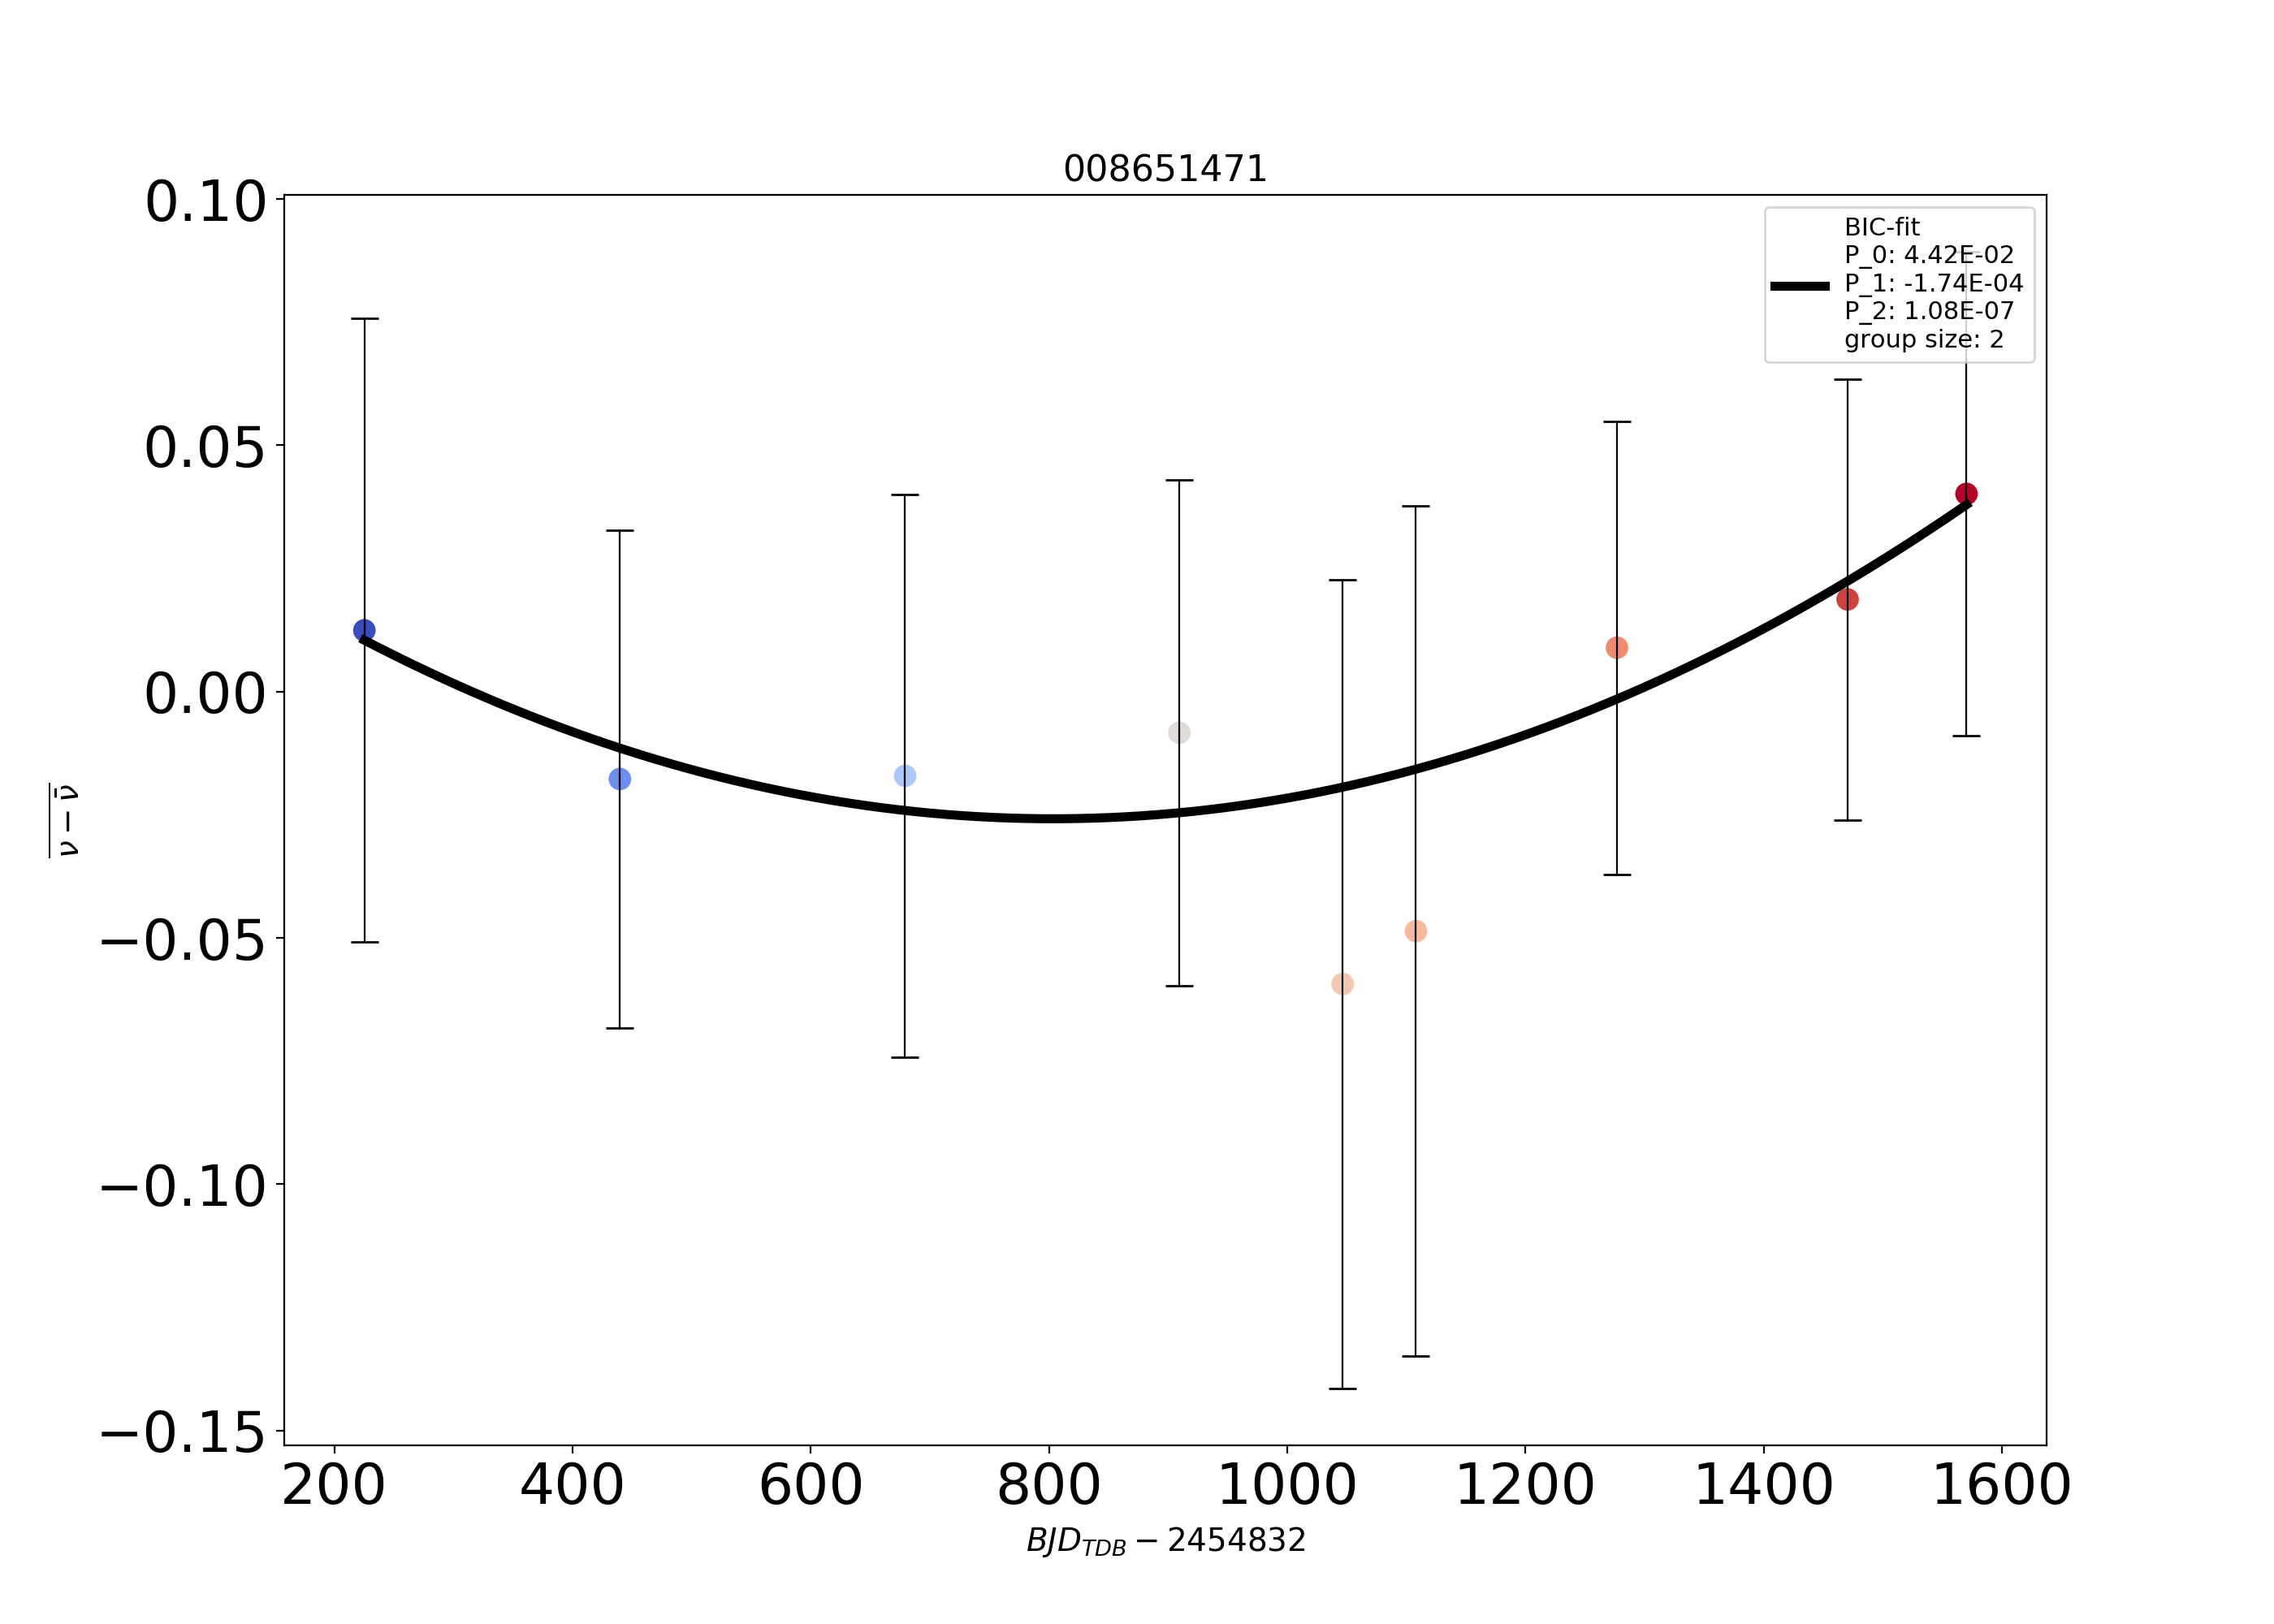 008651471
0.10
0.05
0.00
−0.05
−0.10
−0.15
BIC-fit
P_0: 4.42E-02
P_1: -1.74E-04
P_2: 1.08E-07
group size: 2
ν − ν̄
200 400 600 800 1000 1200 1400 1600
BJD_TDB − 2454832